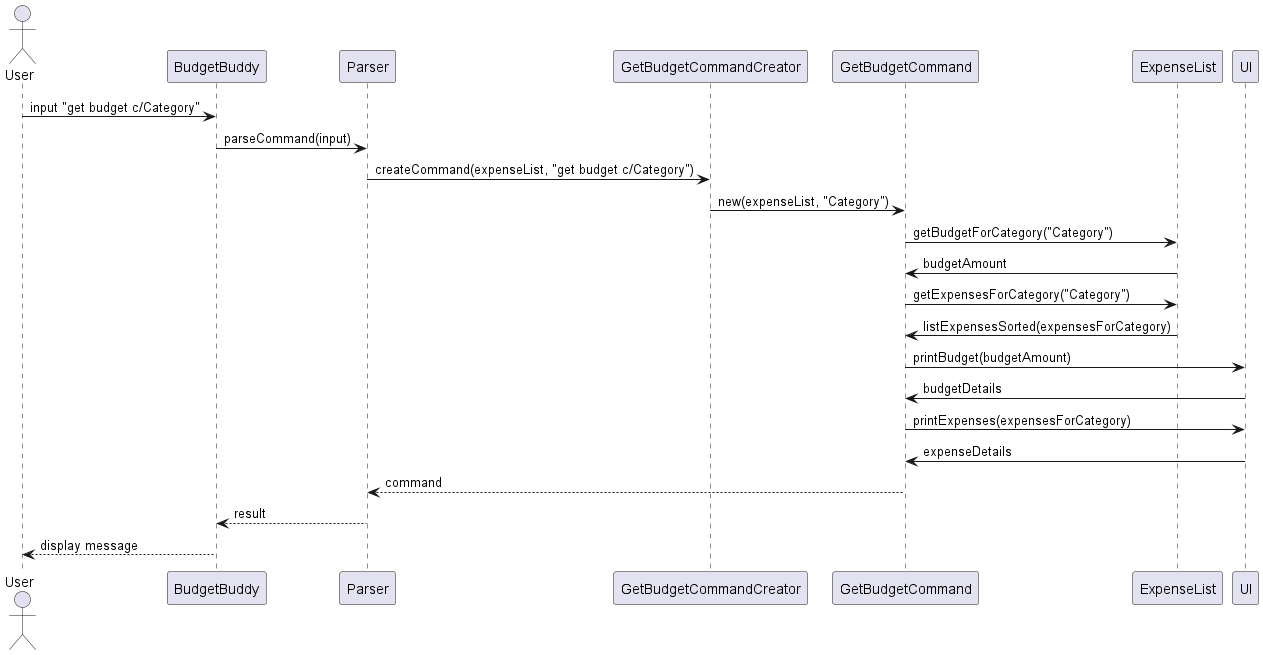 User
BudgetBuddy
Parser
GetBudgetCommandCreator
GetBudgetCommand
ExpenseList
UI
input "get budget c/Category"
parseCommand(input)
createCommand(expenseList, "get budget c/Category")
new(expenseList, "Category")
getBudgetForCategory("Category")
budgetAmount
getExpensesForCategory("Category")
listExpensesSorted(expensesForCategory)
printBudget(budgetAmount)
budgetDetails
printExpenses(expensesForCategory)
expenseDetails
command
result
display message
User
BudgetBuddy
Parser
GetBudgetCommandCreator
GetBudgetCommand
ExpenseList
UI